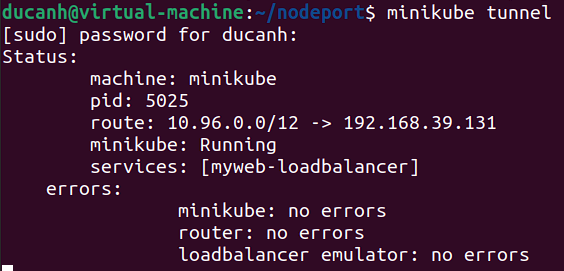 ducanh@virtual-machine:~/nodeport$ minikube tunnel
[sudo] password for ducanh:
Status:
machine: minikube
pid: 5025
route: 10.96.0.0/12 -> 192.168.39.131
minikube: Running
services: [myweb-loadbalancer]
errors:
minikube: no errors
router: no errors
loadbalancer emulator: no errors